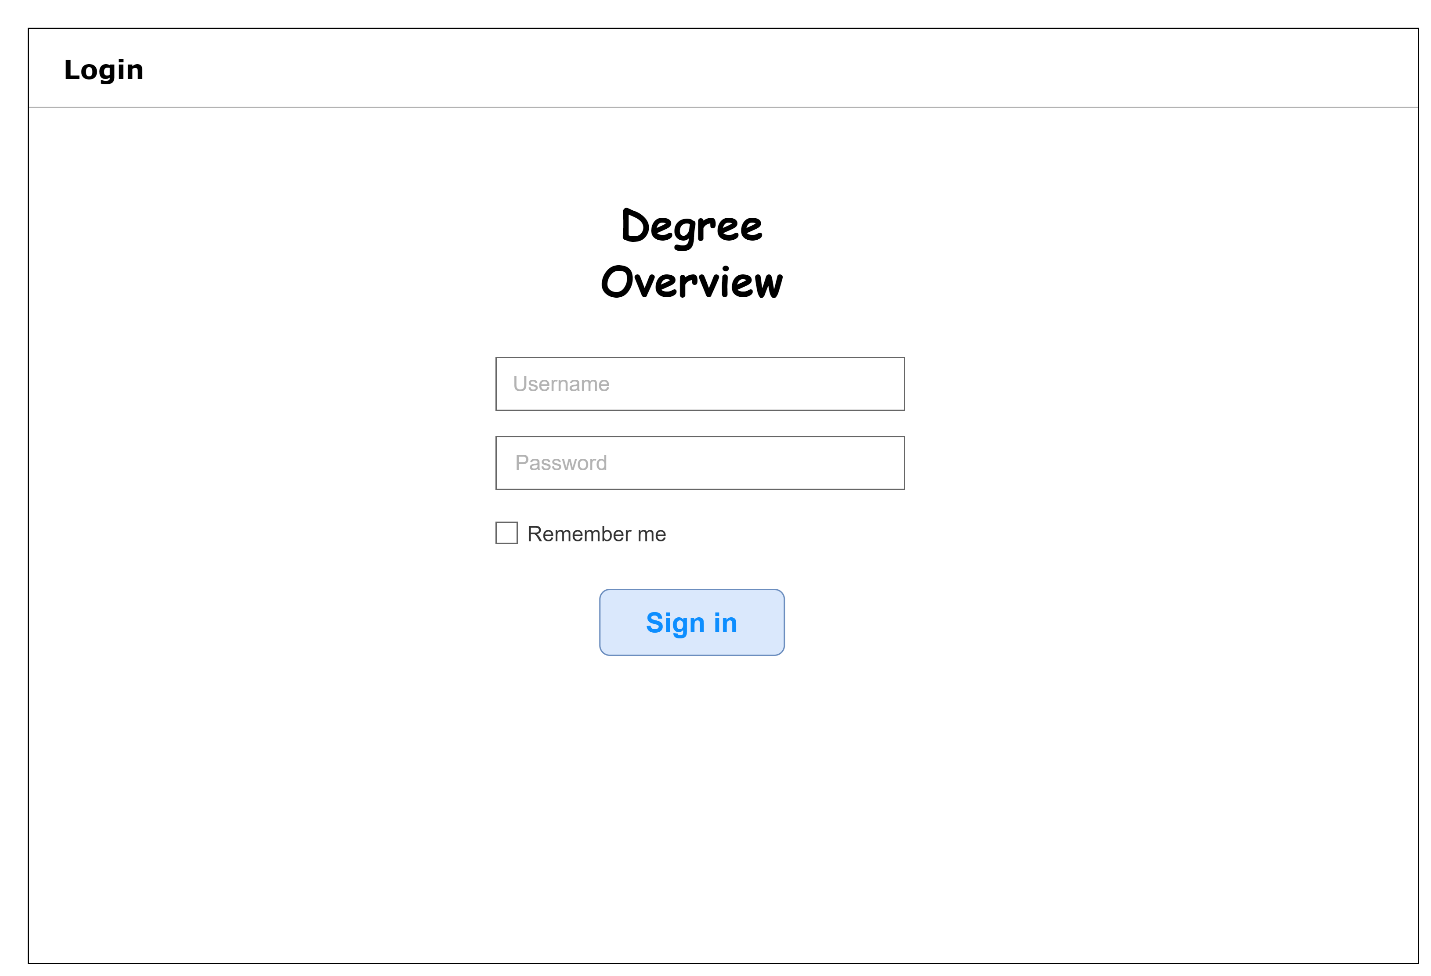 Login
Degree
Overview
Username
Password
Remember me
Sign in